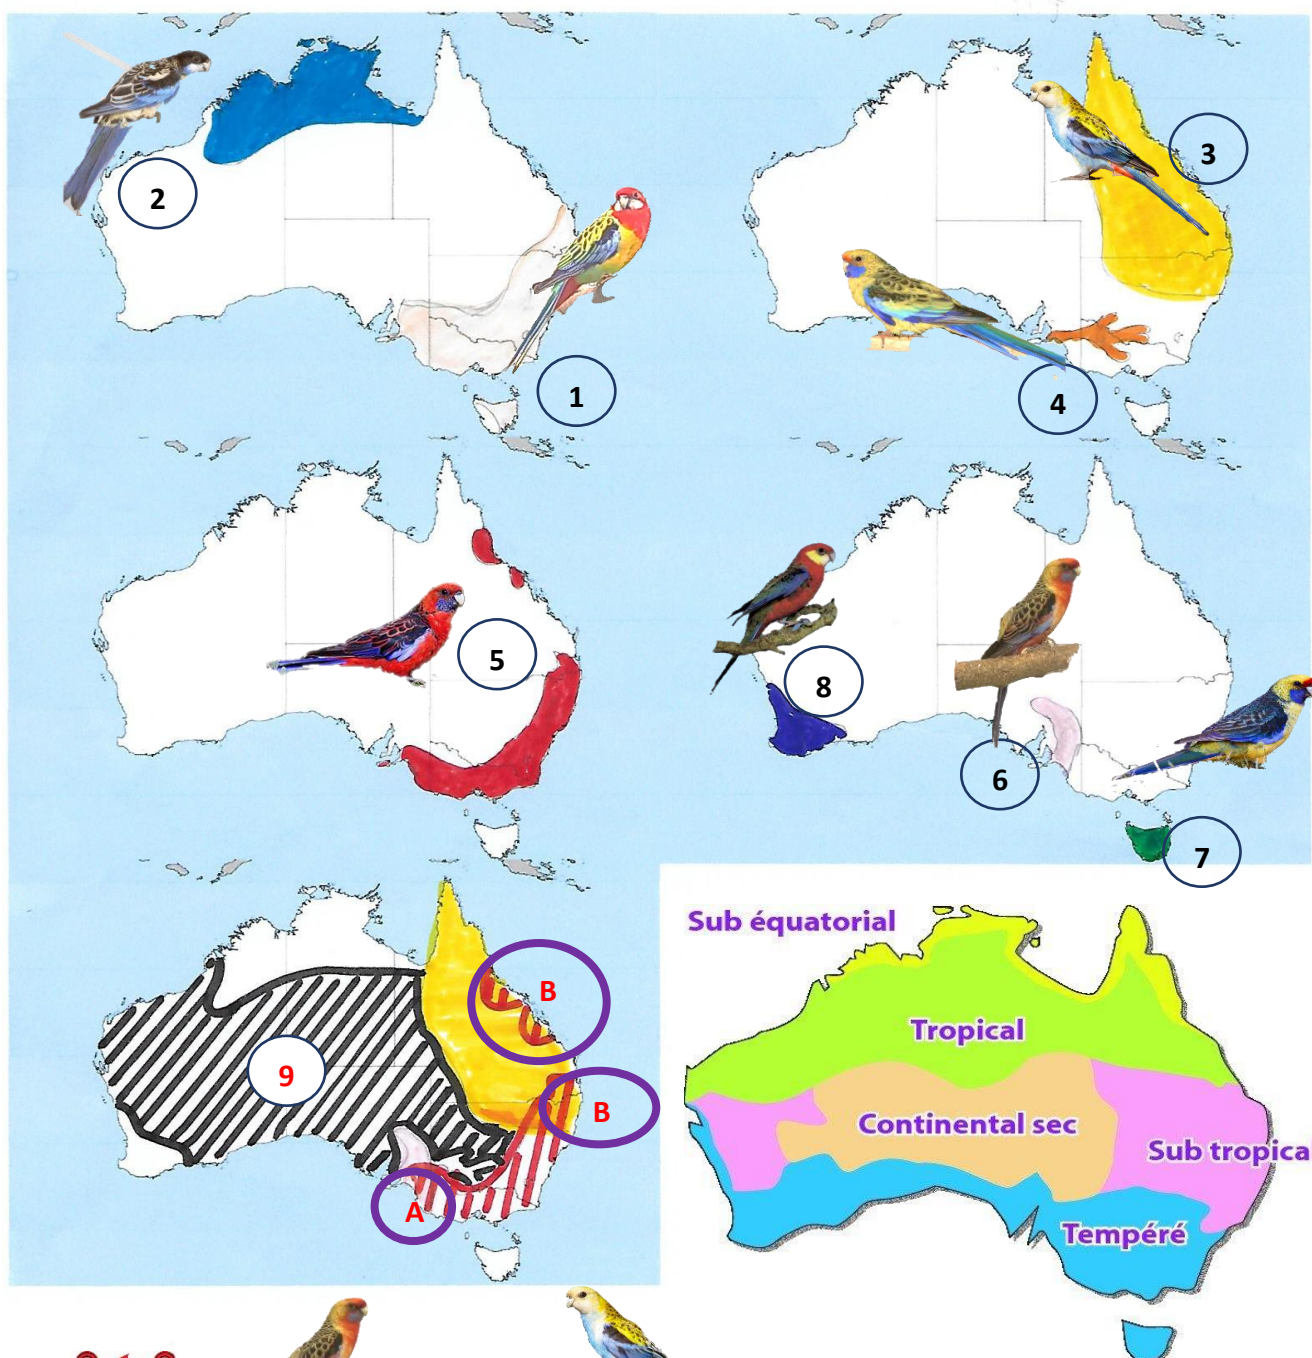 2
3
1
4
5
8
6
7
B
9
B
A
Sub équatorial
Tropical
Continental sec
Sub tropica
Tempéré